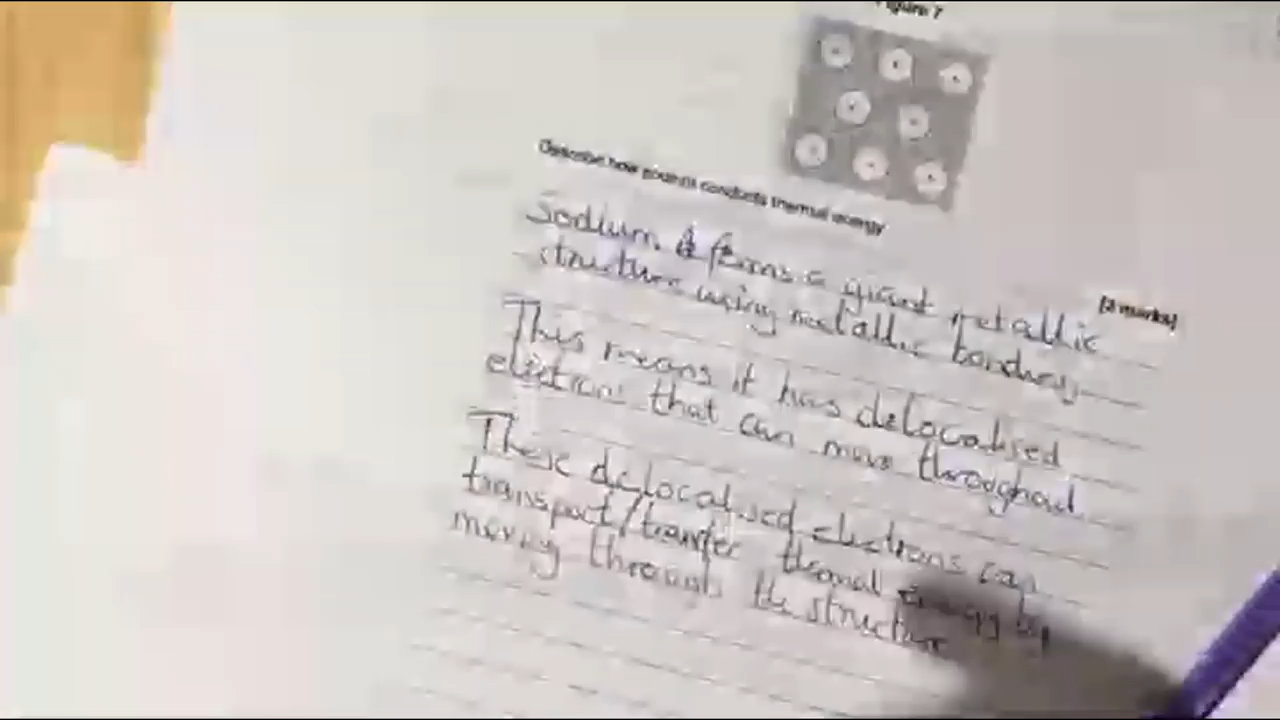 Figure 7
Describe how sodium conducts thermal energy
[3 marks]
Sodium forms a giant metallic
structure using metallic bonding
This means it has delocalised
electrons that can move throughout
These delocalised electrons can
transport/transfer thermal energy by
moving through the structure